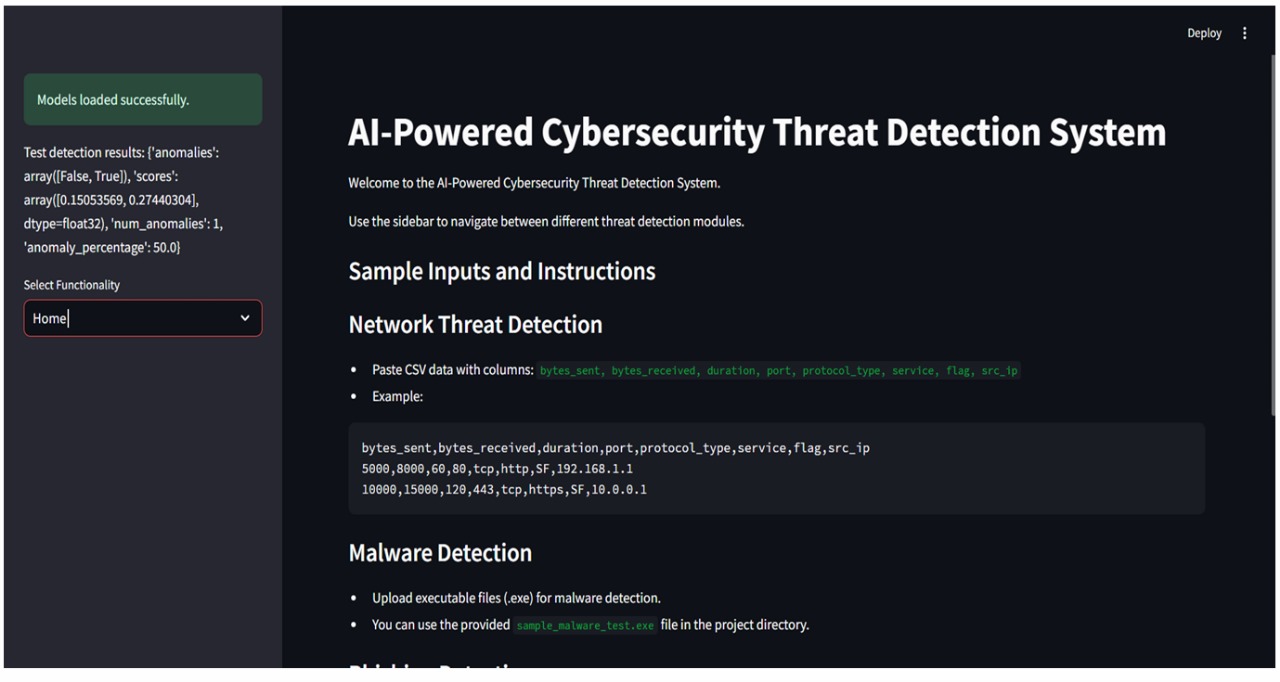 Deploy
Models loaded successfully.
Test detection results: {'anomalies':
array([False, True]), 'scores':
array([0.15053569, 0.27440304],
dtype=float32), 'num_anomalies': 1,
'anomaly_percentage': 50.0}
Select Functionality
Home
AI-Powered Cybersecurity Threat Detection System
Welcome to the AI-Powered Cybersecurity Threat Detection System.
Use the sidebar to navigate between different threat detection modules.
Sample Inputs and Instructions
Network Threat Detection
• Paste CSV data with columns: bytes_sent, bytes_received, duration, port, protocol_type, service, flag, src_ip
• Example:
bytes_sent,bytes_received,duration,port,protocol_type,service,flag,src_ip
5000,8000,60,80,tcp,http,SF,192.168.1.1
10000,15000,120,443,tcp,https,SF,10.0.0.1
Malware Detection
• Upload executable files (.exe) for malware detection.
• You can use the provided sample_malware_test.exe file in the project directory.